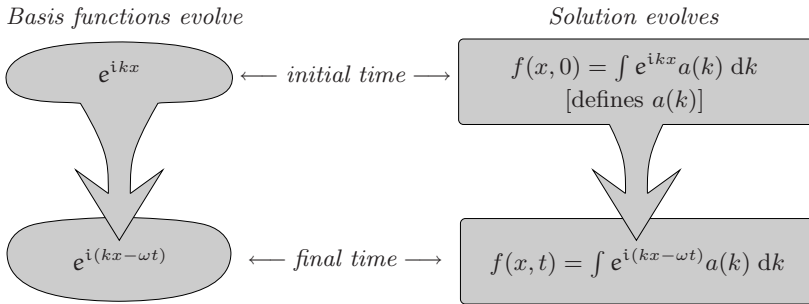 Basis functions evolve
Solution evolves
e^{ikx}
⟵ initial time ⟶
f(x, 0) = ∫ e^{ikx} a(k) dk
[defines a(k)]
e^{i(kx−ωt)}
⟵ final time ⟶
f(x, t) = ∫ e^{i(kx−ωt)} a(k) dk